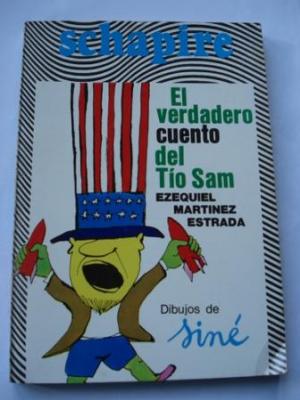 schapire
El
verdadero
cuento
del
Tío Sam
EZEQUIEL
MARTINEZ
ESTRADA
Dibujos de
siné